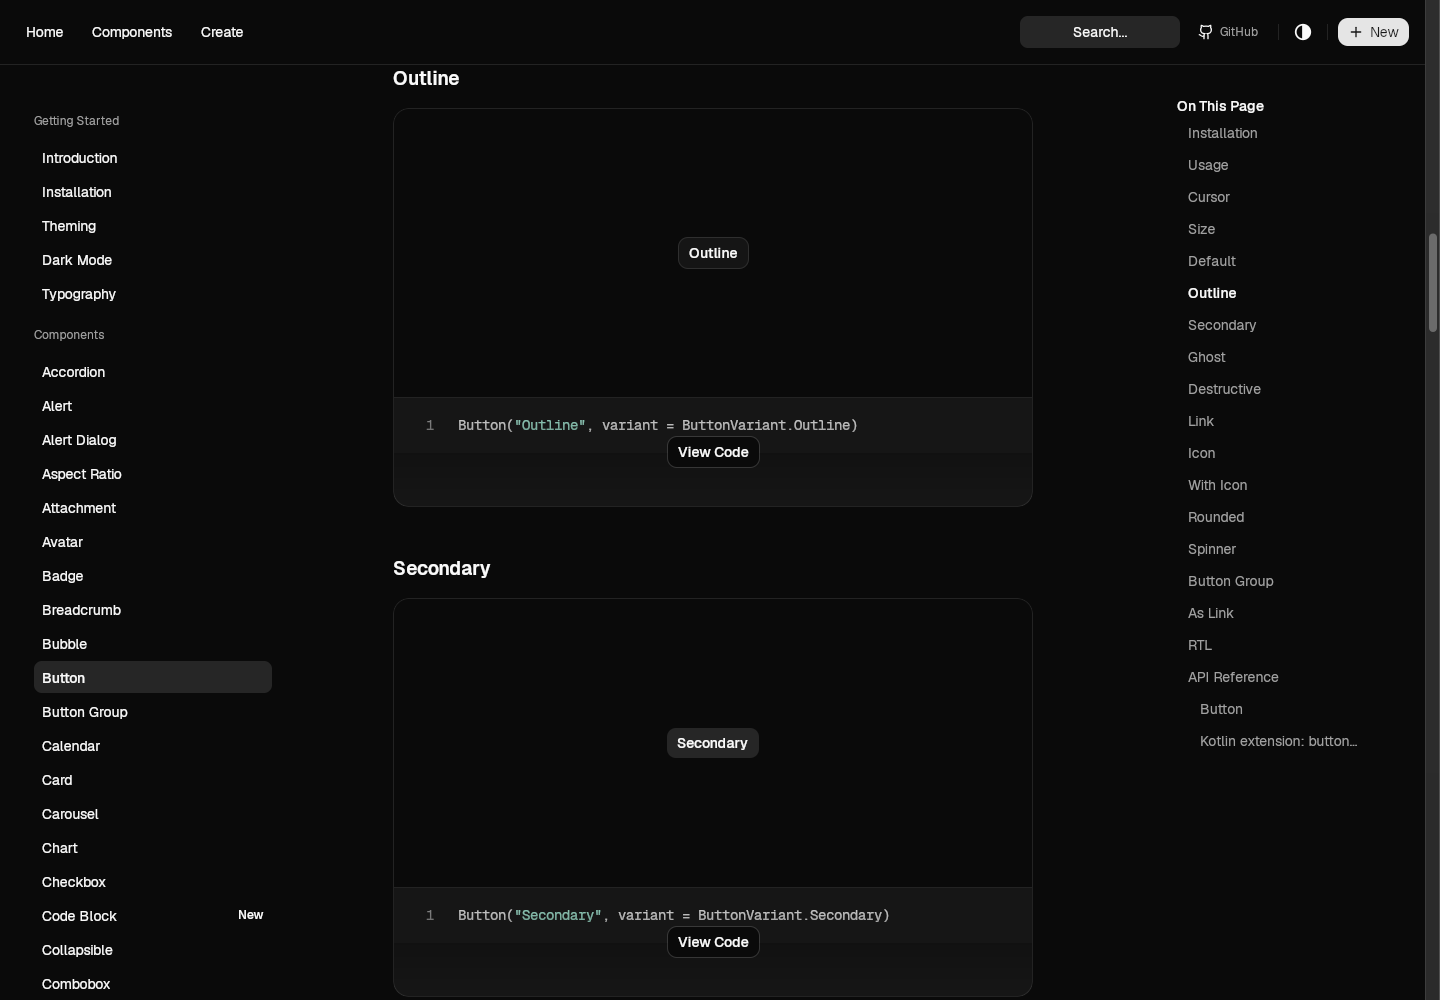 Home
Components
Create
Search...
GitHub
New
Getting Started
Introduction
Installation
Theming
Dark Mode
Typography
Components
Accordion
Alert
Alert Dialog
Aspect Ratio
Attachment
Avatar
Badge
Breadcrumb
Bubble
Button
Button Group
Calendar
Card
Carousel
Chart
Checkbox
Code Block New
Collapsible
Combobox
Outline
Outline
1 Button("Outline", variant = ButtonVariant.Outline)
View Code
Secondary
Secondary
1 Button("Secondary", variant = ButtonVariant.Secondary)
View Code
On This Page
Installation
Usage
Cursor
Size
Default
Outline
Secondary
Ghost
Destructive
Link
Icon
With Icon
Rounded
Spinner
Button Group
As Link
RTL
API Reference
Button
Kotlin extension: button...